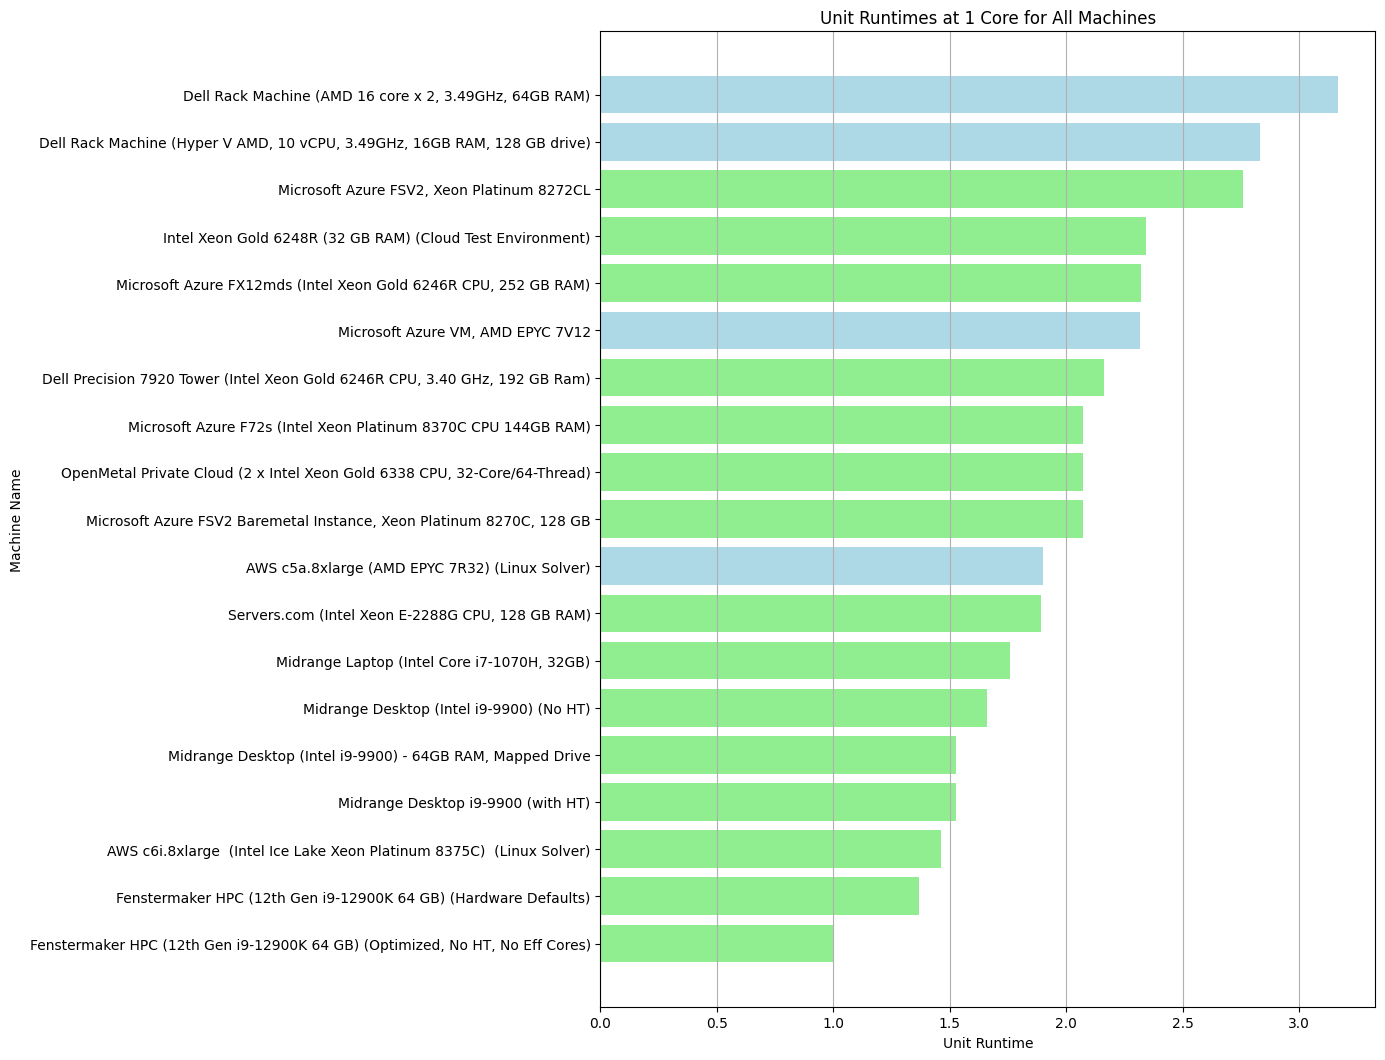 Unit Runtimes at 1 Core for All Machines
Machine Name
Dell Rack Machine (AMD 16 core x 2, 3.49GHz, 64GB RAM)
Dell Rack Machine (Hyper V AMD, 10 vCPU, 3.49GHz, 16GB RAM, 128 GB drive)
Microsoft Azure FSV2, Xeon Platinum 8272CL
Intel Xeon Gold 6248R (32 GB RAM) (Cloud Test Environment)
Microsoft Azure FX12mds (Intel Xeon Gold 6246R CPU, 252 GB RAM)
Microsoft Azure VM, AMD EPYC 7V12
Dell Precision 7920 Tower (Intel Xeon Gold 6246R CPU, 3.40 GHz, 192 GB Ram)
Microsoft Azure F72s (Intel Xeon Platinum 8370C CPU 144GB RAM)
OpenMetal Private Cloud (2 x Intel Xeon Gold 6338 CPU, 32-Core/64-Thread)
Microsoft Azure FSV2 Baremetal Instance, Xeon Platinum 8270C, 128 GB
AWS c5a.8xlarge (AMD EPYC 7R32) (Linux Solver)
Servers.com (Intel Xeon E-2288G CPU, 128 GB RAM)
Midrange Laptop (Intel Core i7-1070H, 32GB)
Midrange Desktop (Intel i9-9900) (No HT)
Midrange Desktop (Intel i9-9900) - 64GB RAM, Mapped Drive
Midrange Desktop i9-9900 (with HT)
AWS c6i.8xlarge  (Intel Ice Lake Xeon Platinum 8375C)  (Linux Solver)
Fenstermaker HPC (12th Gen i9-12900K 64 GB) (Hardware Defaults)
Fenstermaker HPC (12th Gen i9-12900K 64 GB) (Optimized, No HT, No Eff Cores)
0.0 0.5 1.0 1.5 2.0 2.5 3.0
Unit Runtime